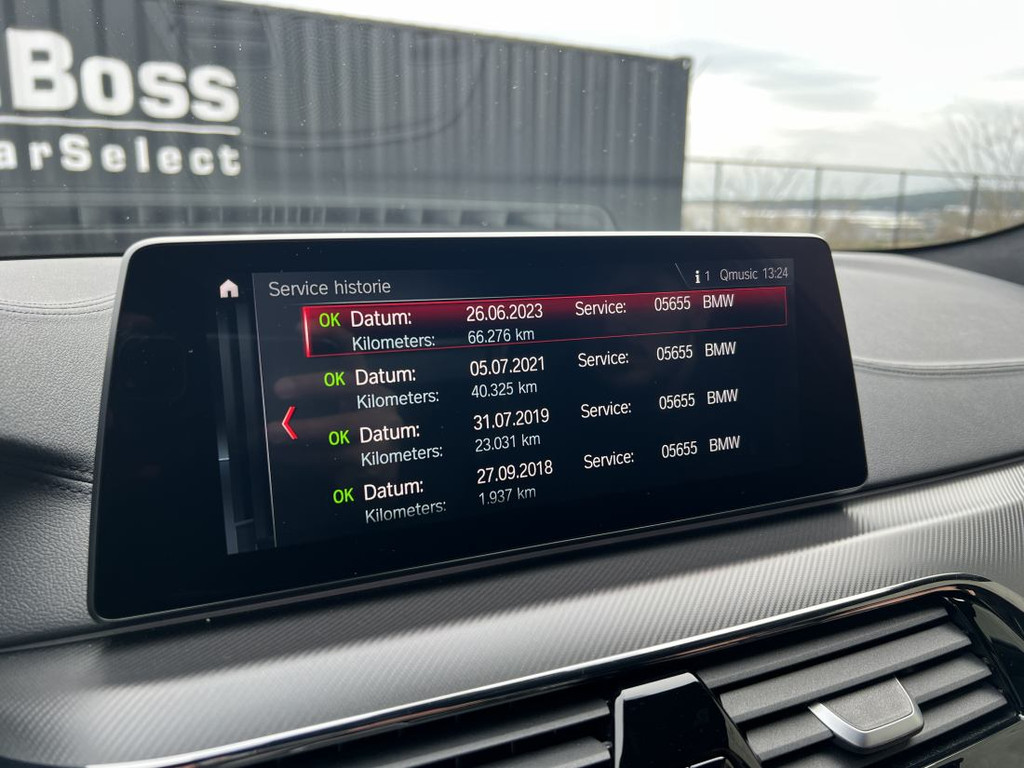 Boss
arSelect
Service historie
i 1 Qmusic 13:24
OK Datum: 26.06.2023 Service: 05655 BMW
Kilometers: 66.276 km
OK Datum: 05.07.2021 Service: 05655 BMW
Kilometers: 40.325 km
OK Datum: 31.07.2019 Service: 05655 BMW
Kilometers: 23.031 km
OK Datum: 27.09.2018 Service: 05655 BMW
Kilometers: 1.937 km